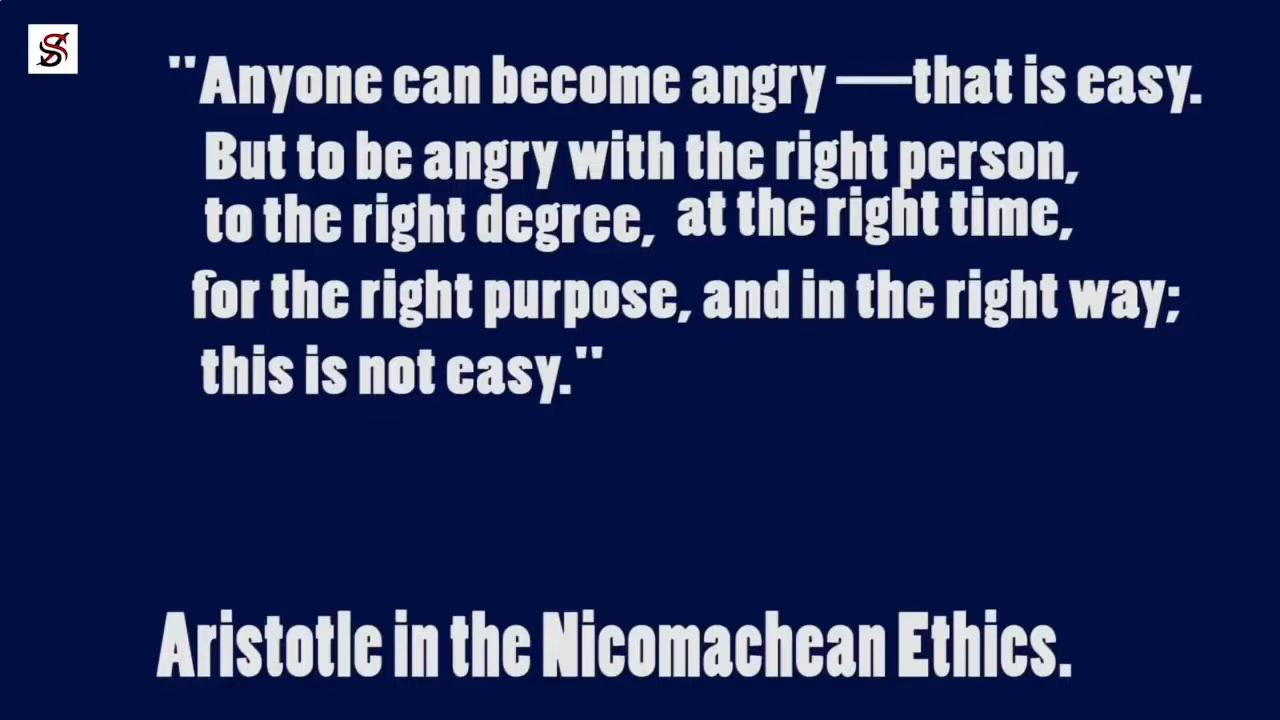 "Anyone can become angry —that is easy.
But to be angry with the right person,
to the right degree, at the right time,
for the right purpose, and in the right way;
this is not easy."
Aristotle in the Nicomachean Ethics.